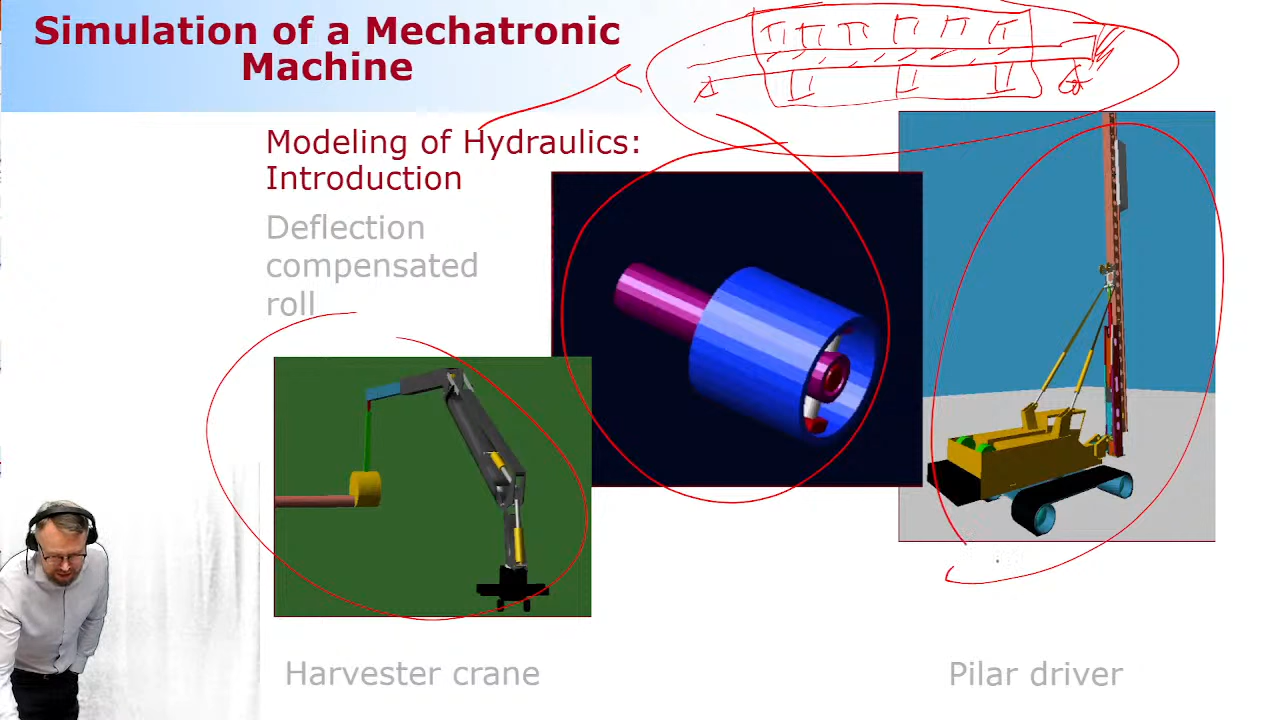 Simulation of a Mechatronic
Machine
Modeling of Hydraulics:
Introduction
Deflection
compensated
roll
Harvester crane
Pilar driver